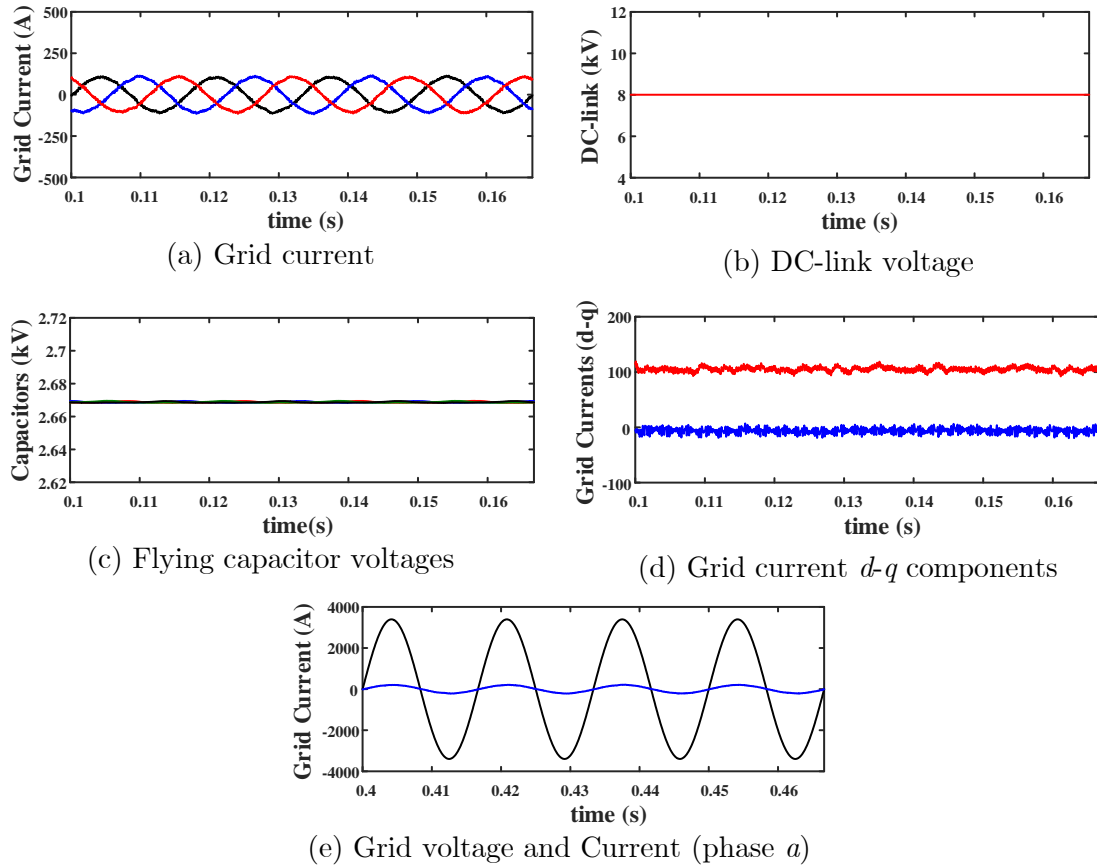 Grid Current (A)
500
250
0
-250
-500
0.1 0.11 0.12 0.13 0.14 0.15 0.16
time (s)
(a) Grid current
DC-link (kV)
12
10
8
6
4
0.1 0.11 0.12 0.13 0.14 0.15 0.16
time (s)
(b) DC-link voltage
Capacitors (kV)
2.72
2.7
2.68
2.66
2.64
2.62
0.1 0.11 0.12 0.13 0.14 0.15 0.16
time(s)
(c) Flying capacitor voltages
Grid Currents (d-q)
200
100
0
-100
0.1 0.11 0.12 0.13 0.14 0.15 0.16
time (s)
(d) Grid current d-q components
Grid Current (A)
4000
2000
0
-2000
-4000
0.4 0.41 0.42 0.43 0.44 0.45 0.46
time (s)
(e) Grid voltage and Current (phase a)